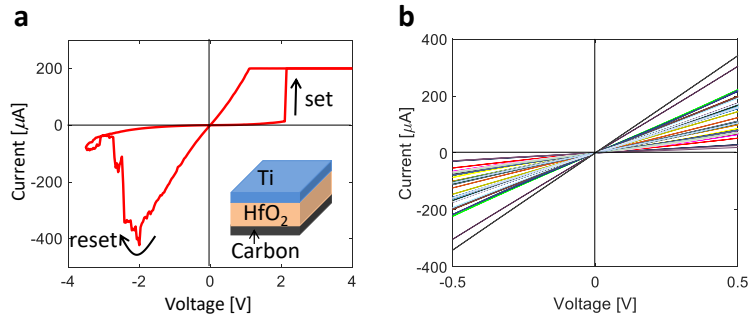 a
200
0
-200
-400
Current [μA]
-4
-2
0
2
4
Voltage [V]
set
reset
Ti
HfO₂
Carbon
b
400
200
0
-200
-400
Current [μA]
-0.5
0
0.5
Voltage [V]